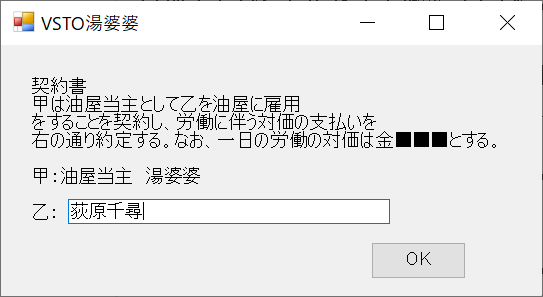 VSTO湯婆婆
契約書
甲は油屋当主として乙を油屋に雇用
をすることを契約し、労働に伴う対価の支払いを
右の通り約定する。なお、一日の労働の対価は金■■■とする。
甲：油屋当主　湯婆婆
乙： 荻原千尋
OK